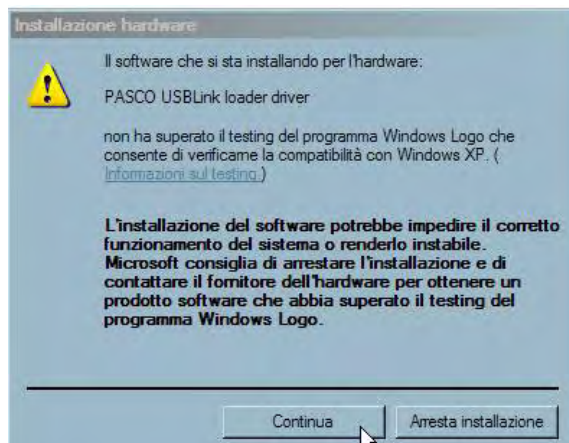 Installazione hardware
Il software che si sta installando per l'hardware:
PASCO USBLink loader driver
non ha superato il testing del programma Windows Logo che
consente di verificarne la compatibilità con Windows XP. (
Informazioni sul testing.)
L'installazione del software potrebbe impedire il corretto
funzionamento del sistema o renderlo instabile.
Microsoft consiglia di arrestare l'installazione e di
contattare il fornitore dell'hardware per ottenere un
prodotto software che abbia superato il testing del
programma Windows Logo.
Continua
Arresta installazione